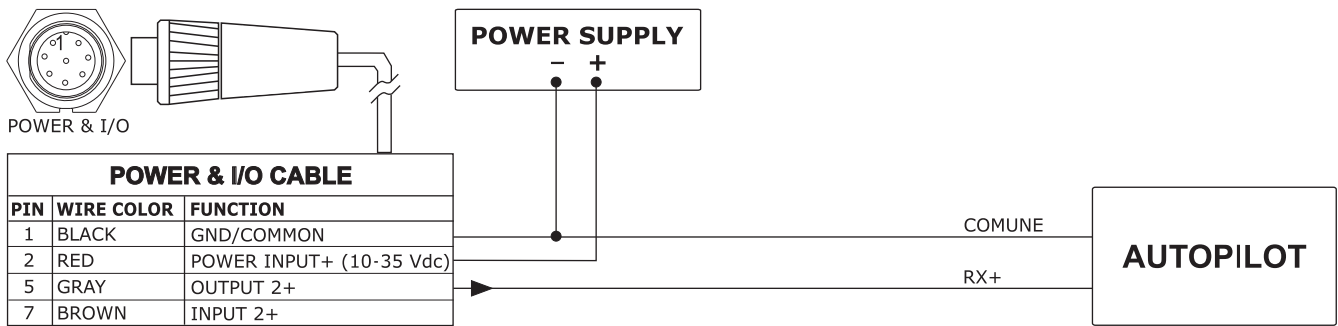 1
POWER & I/O
POWER SUPPLY
– +
POWER & I/O CABLE
PIN WIRE COLOR FUNCTION
1 BLACK GND/COMMON
2 RED POWER INPUT+ (10-35 Vdc)
5 GRAY OUTPUT 2+
7 BROWN INPUT 2+
COMUNE
RX+
AUTOPILOT